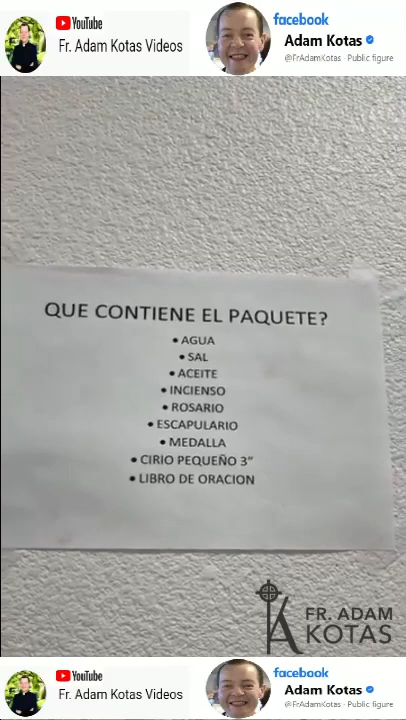 YouTube
Fr. Adam Kotas Videos
facebook
Adam Kotas
@FrAdamKotas · Public figure
QUE CONTIENE EL PAQUETE?
• AGUA
• SAL
• ACEITE
• INCIENSO
• ROSARIO
• ESCAPULARIO
• MEDALLA
• CIRIO PEQUEÑO 3"
• LIBRO DE ORACION
FR. ADAM
KOTAS
YouTube
Fr. Adam Kotas Videos
facebook
Adam Kotas
@FrAdamKotas · Public figure